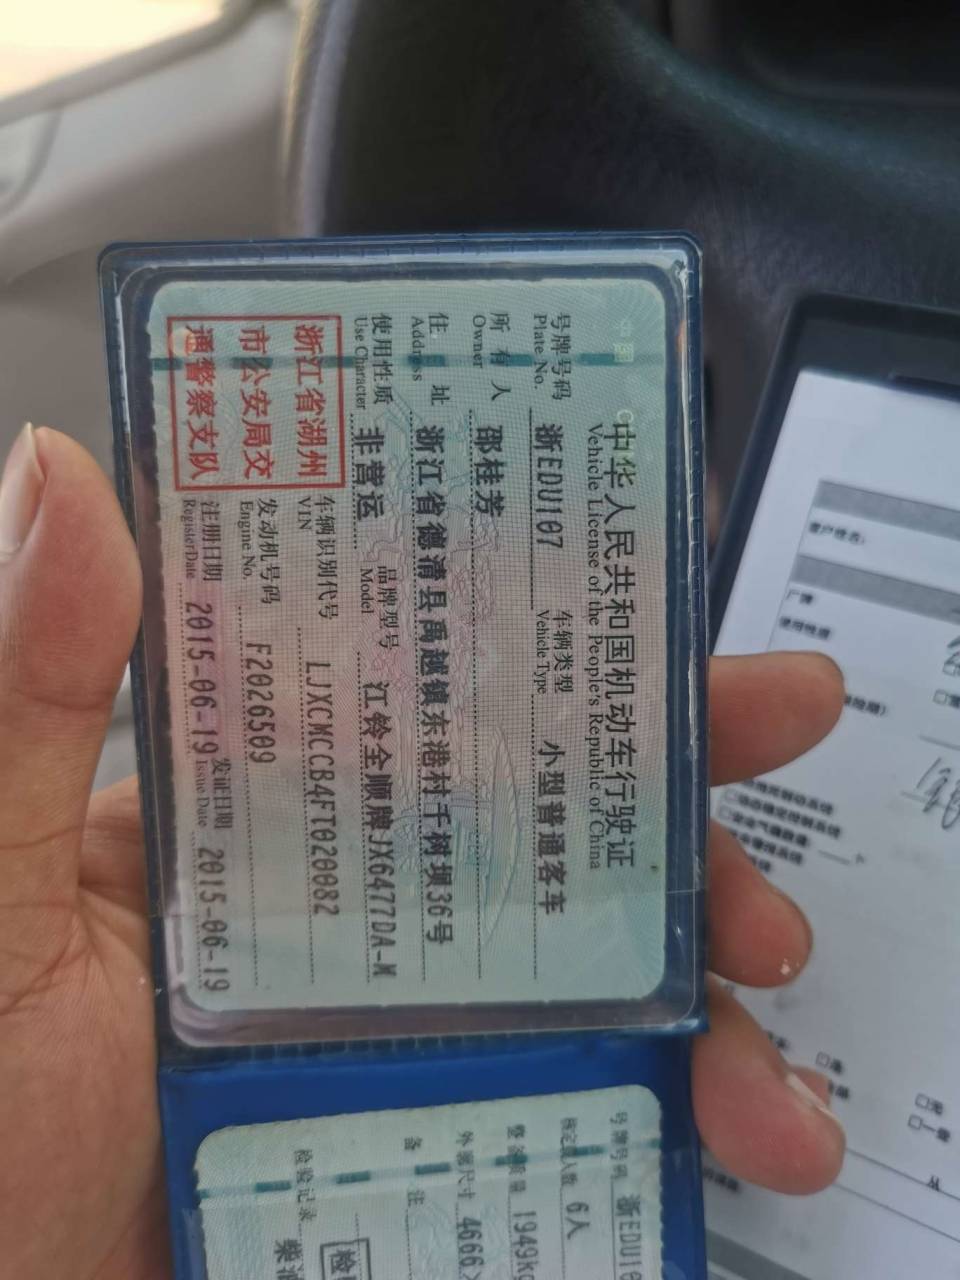 中华人民共和国机动车行驶证
Vehicle License of the People's Republic of China
号牌号码 浙EDU107 车辆类型 小型普通客车
Plate No. Vehicle Type
所有人 邵桂芳
Owner
住址 浙江省德清县禹越镇东港村千树坝36号
Address
使用性质 非营运 品牌型号 江铃全顺牌JX6477DA-M
Use Character Model
浙江省湖州
市公安局交
通警察支队
车辆识别代号 LJXCMCCB4FT020082
VIN
发动机号码 F2026509
Engine No.
注册日期 2015-06-19 发证日期 2015-06-19
Register Date Issue Date
号牌号码 浙EDU10
核定载人数 6人
整备质量 1949kg
外廓尺寸 4666
备注
检验记录